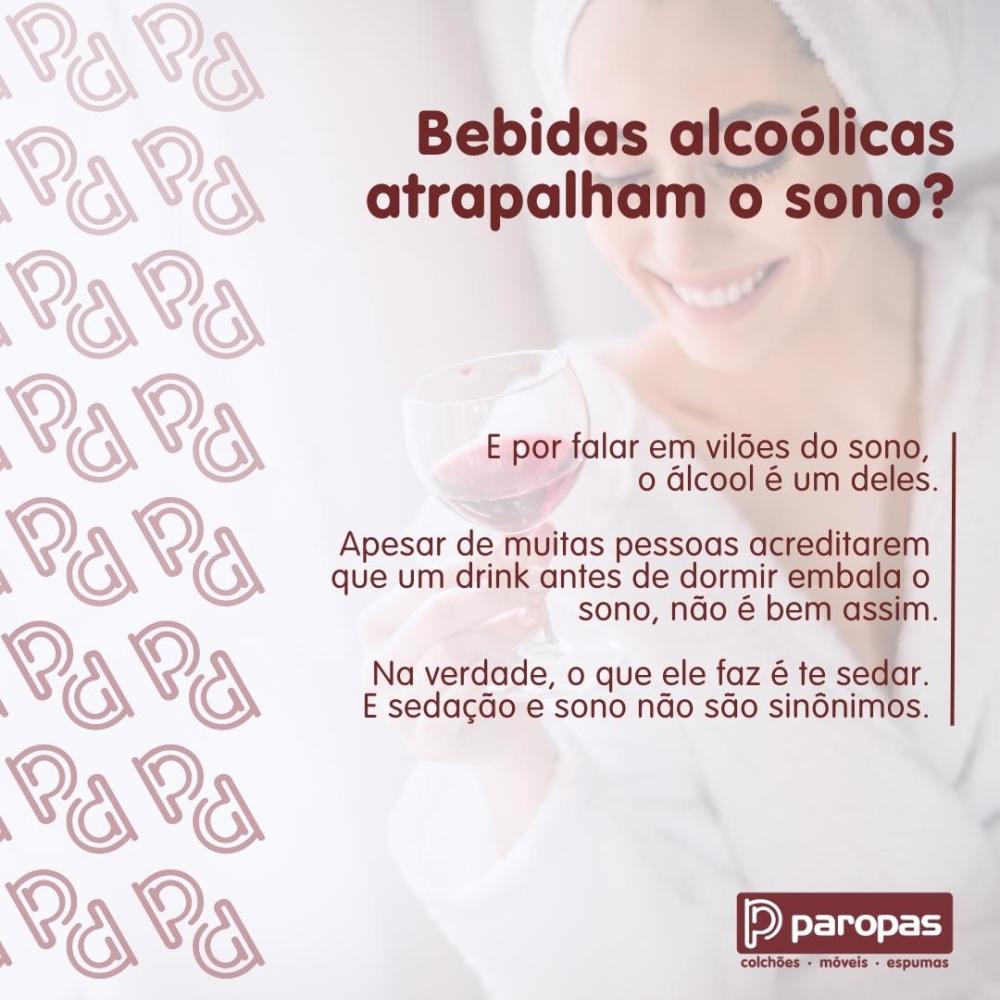 Bebidas alcoólicas
atrapalham o sono?
E por falar em vilões do sono,
o álcool é um deles.
Apesar de muitas pessoas acreditarem
que um drink antes de dormir embala o
sono, não é bem assim.
Na verdade, o que ele faz é te sedar.
E sedação e sono não são sinônimos.
paropas
colchões · móveis · espumas